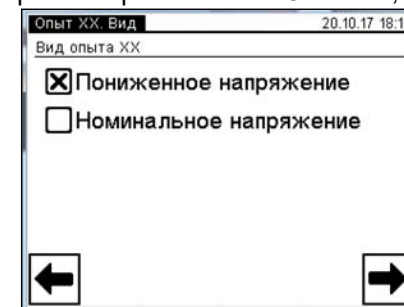 Опыт XX. Вид 20.10.17 18:1
Вид опыта XX
Пониженное напряжение
Номинальное напряжение